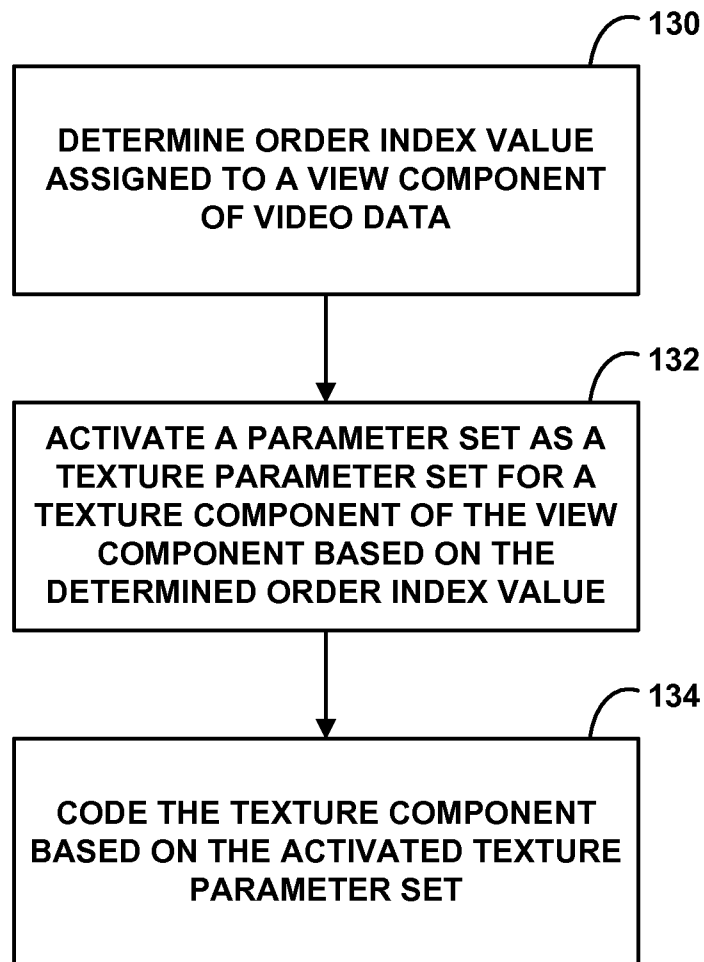 130
DETERMINE ORDER INDEX VALUE
ASSIGNED TO A VIEW COMPONENT
OF VIDEO DATA
132
ACTIVATE A PARAMETER SET AS A
TEXTURE PARAMETER SET FOR A
TEXTURE COMPONENT OF THE VIEW
COMPONENT BASED ON THE
DETERMINED ORDER INDEX VALUE
134
CODE THE TEXTURE COMPONENT
BASED ON THE ACTIVATED TEXTURE
PARAMETER SET